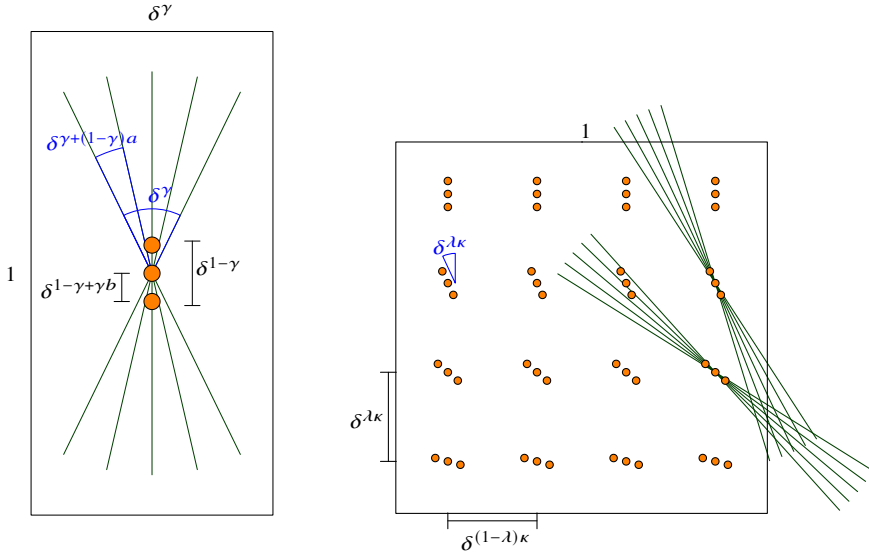 δ^γ
δ^{γ+(1−γ)a}
δ^γ
δ^{1−γ}
δ^{1−γ+γb}
1
1
δ^{λκ}
δ^{λκ}
δ^{(1−λ)κ}